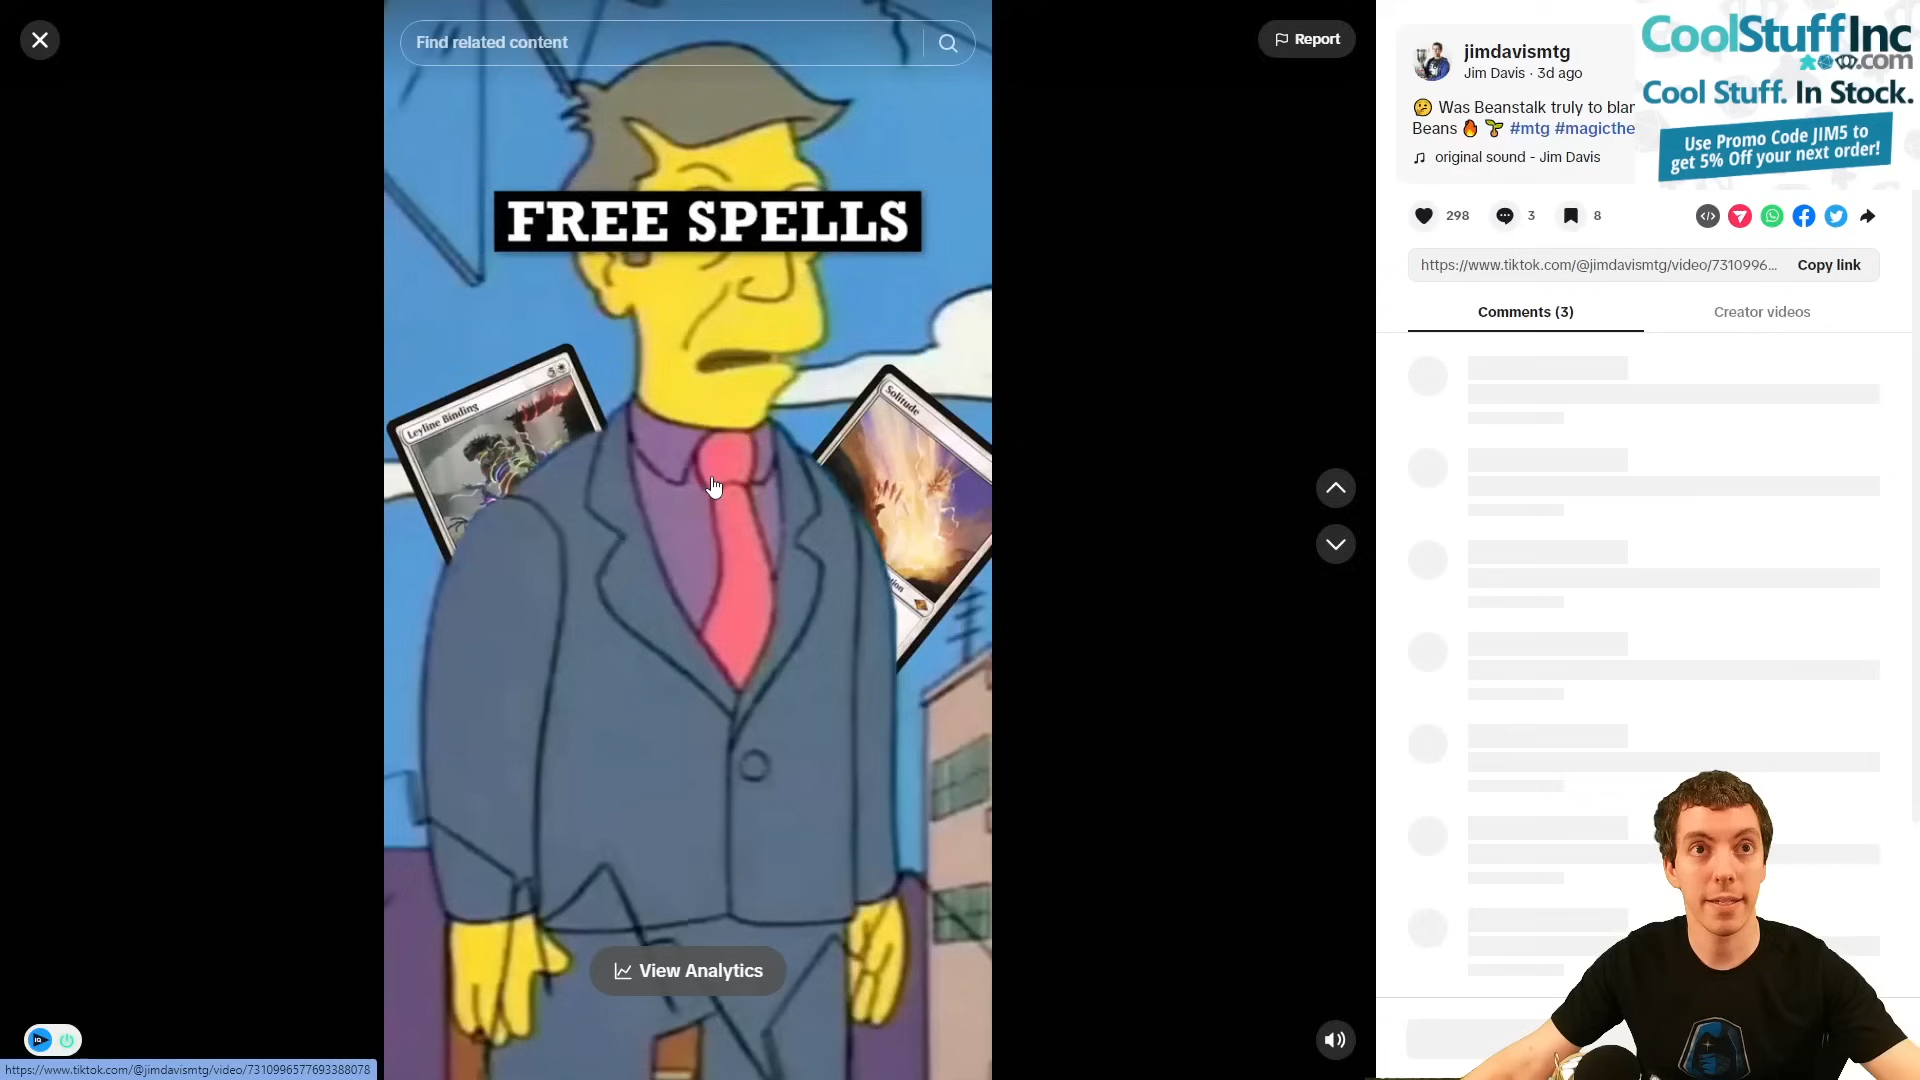 Find related content
Report
FREE SPELLS
Leyline Binding
Solitude
View Analytics
jimdavismtg
Jim Davis · 3d ago
🤔 Was Beanstalk truly to blam
Beans 🔥 🌱 #mtg #magicthe
original sound - Jim Davis
CoolStuffInc
.com
Cool Stuff. In Stock.
Use Promo Code JIM5 to
get 5% Off your next order!
298
3
8
https://www.tiktok.com/@jimdavismtg/video/7310996...
Copy link
Comments (3)
Creator videos
IQ
https://www.tiktok.com/@jimdavismtg/video/7310996577693388078